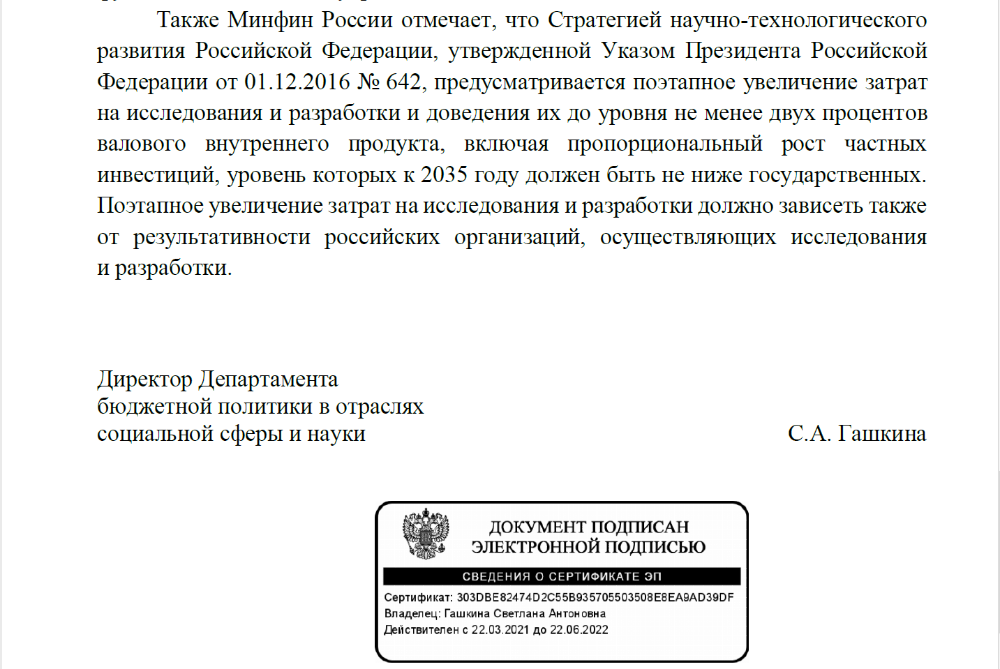 Также Минфин России отмечает, что Стратегией научно-технологического
развития Российской Федерации, утвержденной Указом Президента Российской
Федерации от 01.12.2016 № 642, предусматривается поэтапное увеличение затрат
на исследования и разработки и доведения их до уровня не менее двух процентов
валового внутреннего продукта, включая пропорциональный рост частных
инвестиций, уровень которых к 2035 году должен быть не ниже государственных.
Поэтапное увеличение затрат на исследования и разработки должно зависеть также
от результативности российских организаций, осуществляющих исследования
и разработки.
Директор Департамента
бюджетной политики в отраслях
социальной сферы и науки С.А. Гашкина
ДОКУМЕНТ ПОДПИСАН
ЭЛЕКТРОННОЙ ПОДПИСЬЮ
СВЕДЕНИЯ О СЕРТИФИКАТЕ ЭП
Сертификат: 303DBE82474D2C55B935705503508E8EA9AD39DF
Владелец: Гашкина Светлана Антоновна
Действителен с 22.03.2021 до 22.06.2022